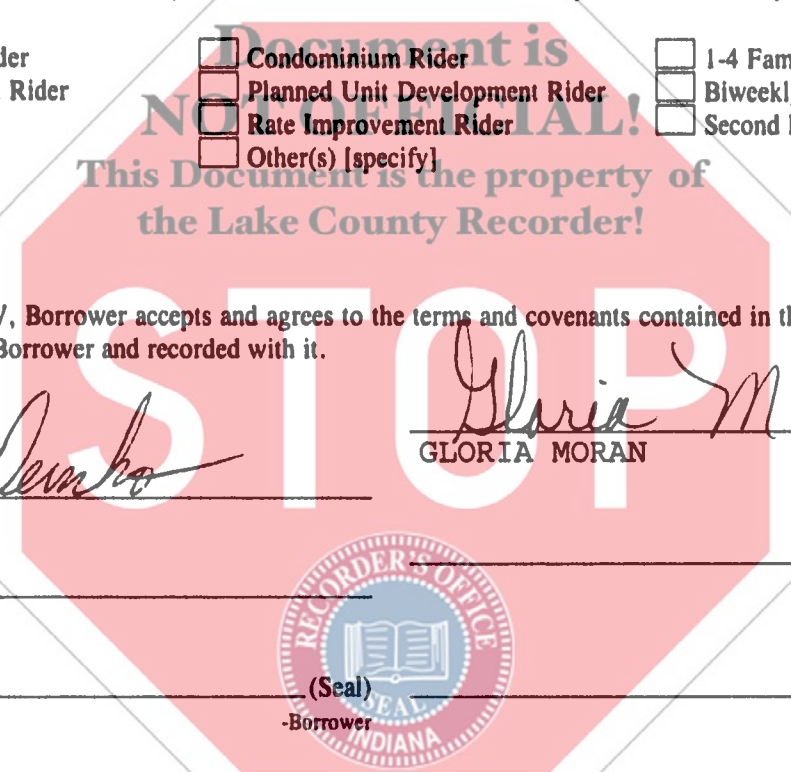 der
Condominium Rider
1-4 Fam
Rider
Planned Unit Development Rider
Biweekl
Rate Improvement Rider
Second
Other(s) [specify]
Document is
NOT OFFICIAL!
This Document is the property of
the Lake County Recorder!
STOP
, Borrower accepts and agrees to the terms and covenants contained in th
Borrower and recorded with it.
Gloria M
GLORIA MORAN
(Seal)
-Borrower
RECORDER'S OFFICE
SEAL
INDIANA